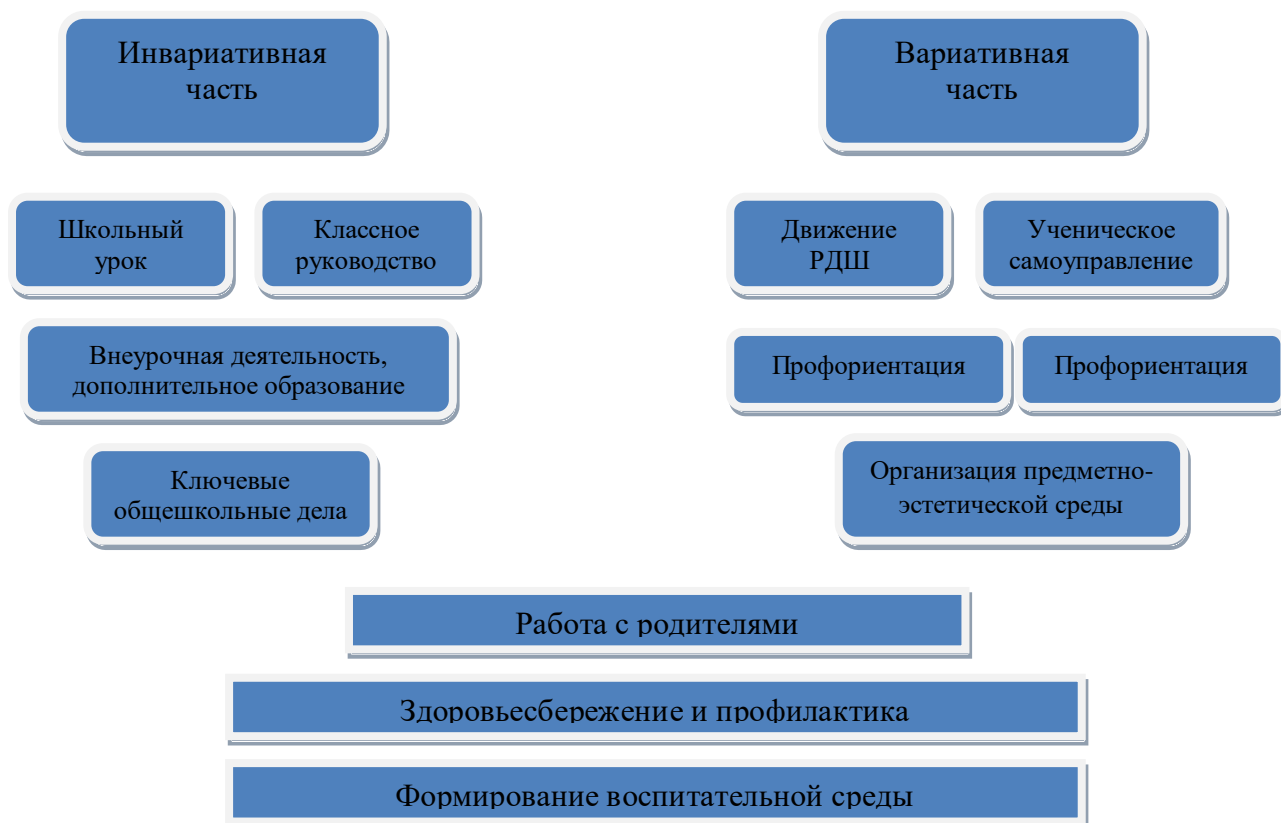 Инвариативная
часть
Вариативная
часть
Школьный
урок
Классное
руководство
Движение
РДШ
Ученическое
самоуправление
Внеурочная деятельность,
дополнительное образование
Профориентация
Профориентация
Ключевые
общешкольные дела
Организация предметно-
эстетической среды
Работа с родителями
Здоровьесбережение и профилактика
Формирование воспитательной среды